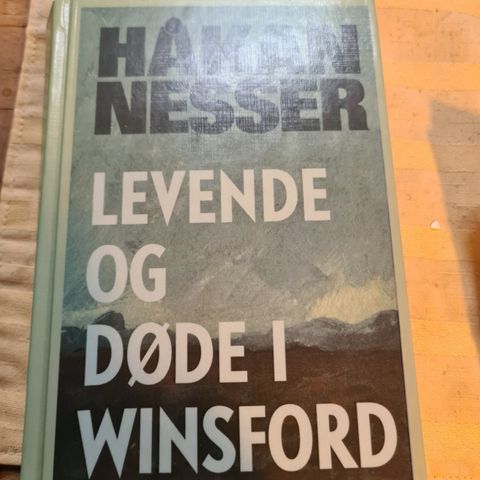 HÅKAN
NESSER
LEVENDE
OG
DØDE I
WINSFORD